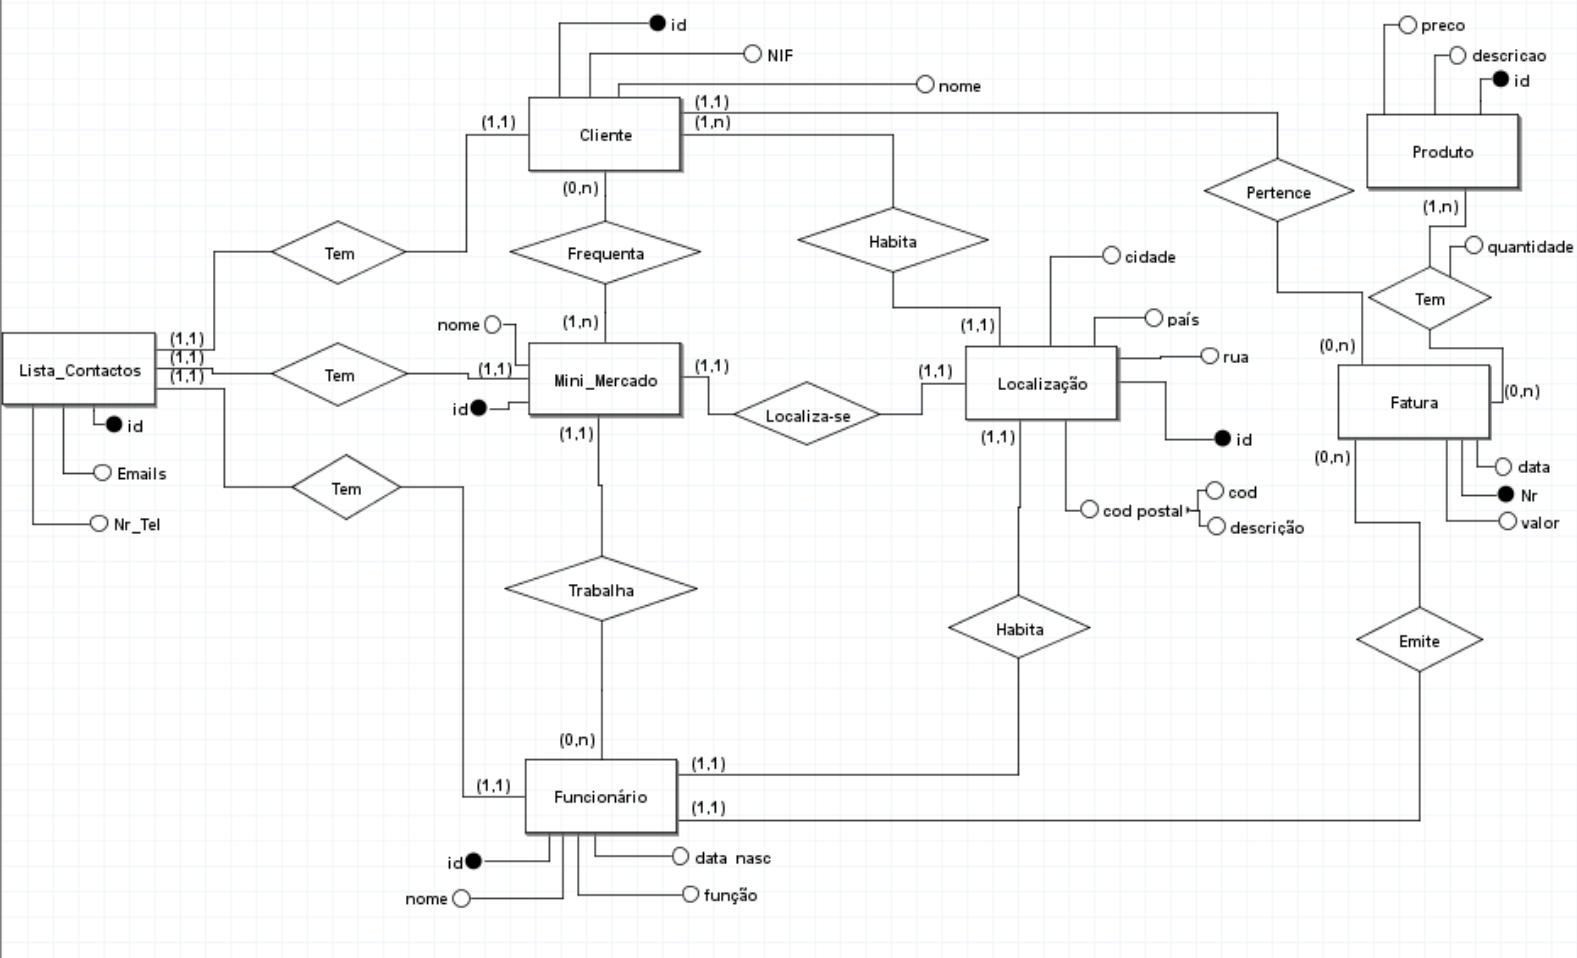 id
NIF
nome
preco
descricao
id
(1,1)
(1,n)
(1,1)
Cliente
Produto
(0,n)
Pertence
(1,n)
Tem
Frequenta
Habita
quantidade
cidade
Tem
nome
(1,n)
(1,1)
país
(1,1)
(1,1)
(1,1)
Lista_Contactos
Tem
(1,1)
Mini_Mercado
(1,1)
(1,1)
Localização
rua
(0,n)
Fatura
(0,n)
id
Localiza-se
id
Emails
Nr_Tel
(1,1)
(1,1)
id
(0,n)
data
Nr
valor
Tem
cod postal
cod
descrição
Trabalha
Habita
Emite
(0,n)
(1,1)
(1,1)
Funcionário
(1,1)
id
data nasc
nome
função